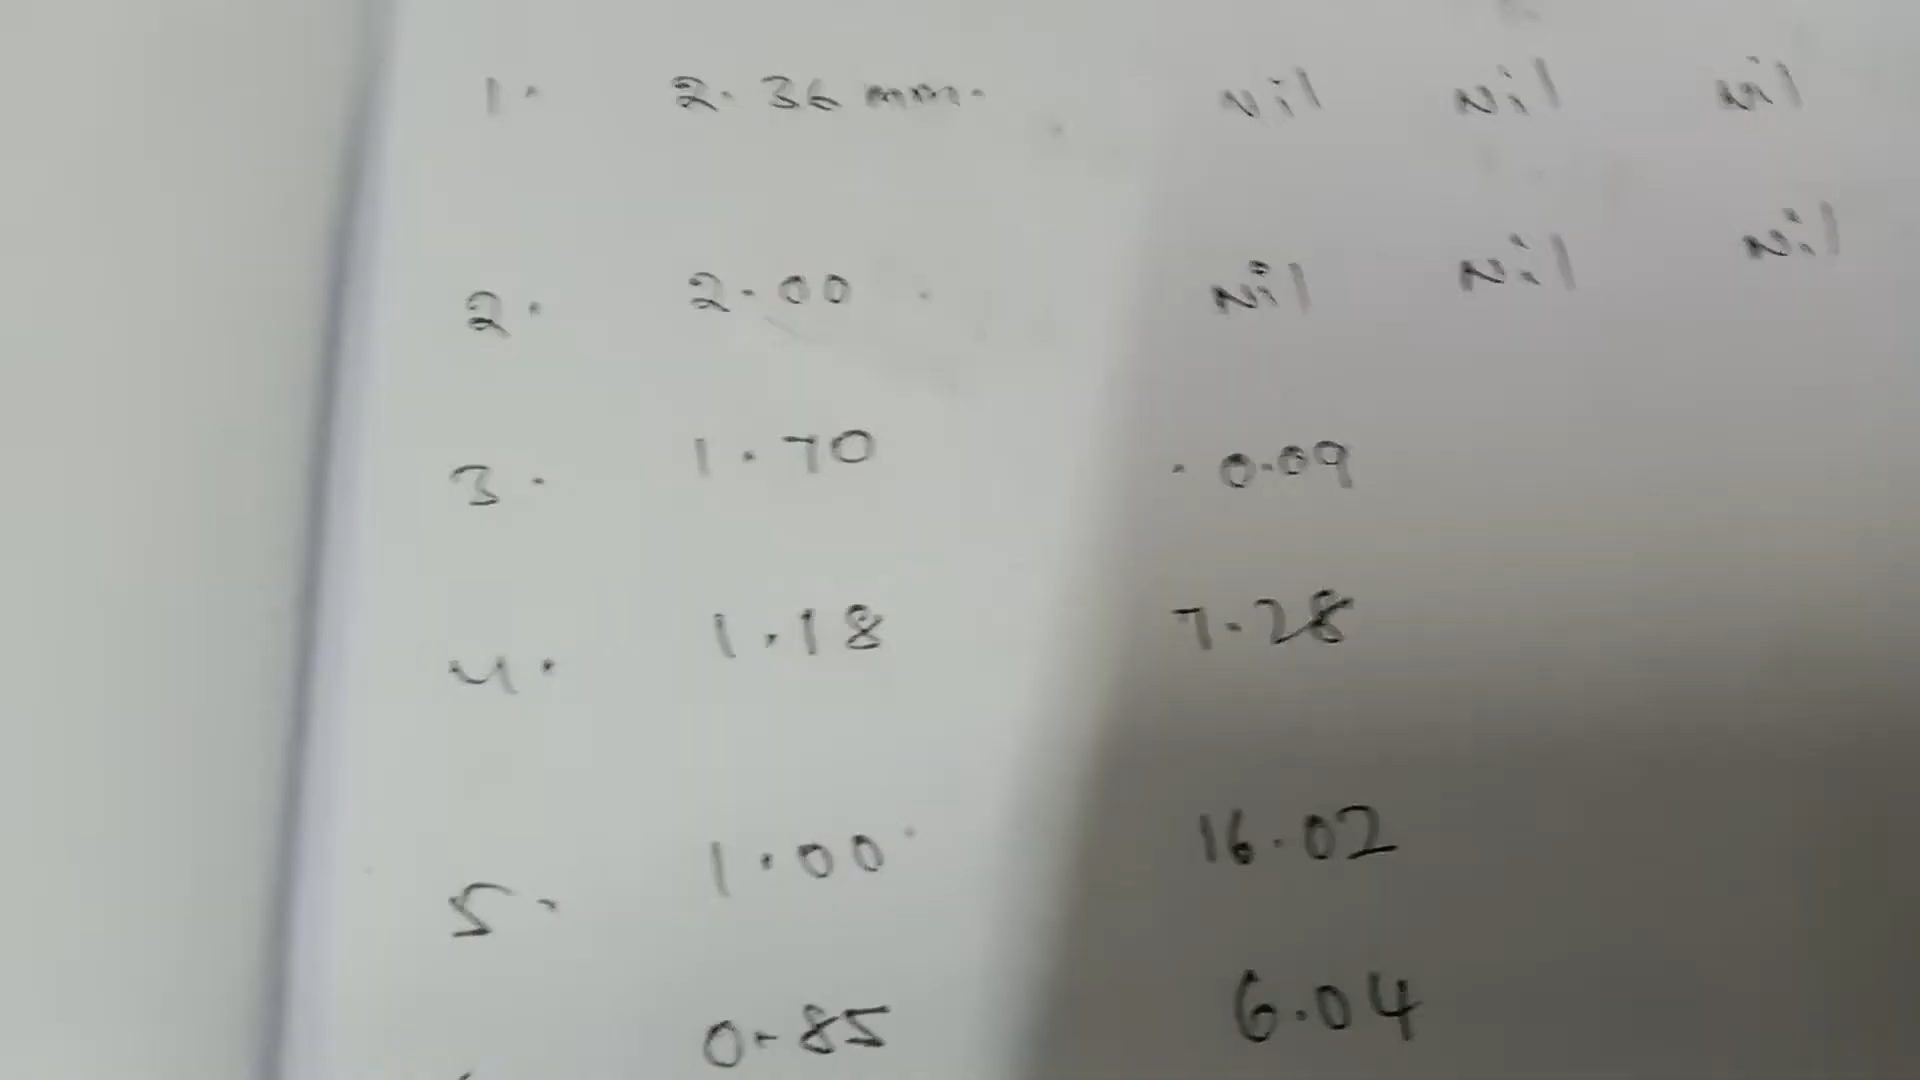 1. 2.36 mm. Nil Nil Nil
2. 2.00 Nil Nil Nil
3. 1.70 0.09
4. 1.18 7.28
5. 1.00 16.02
0.85 6.04